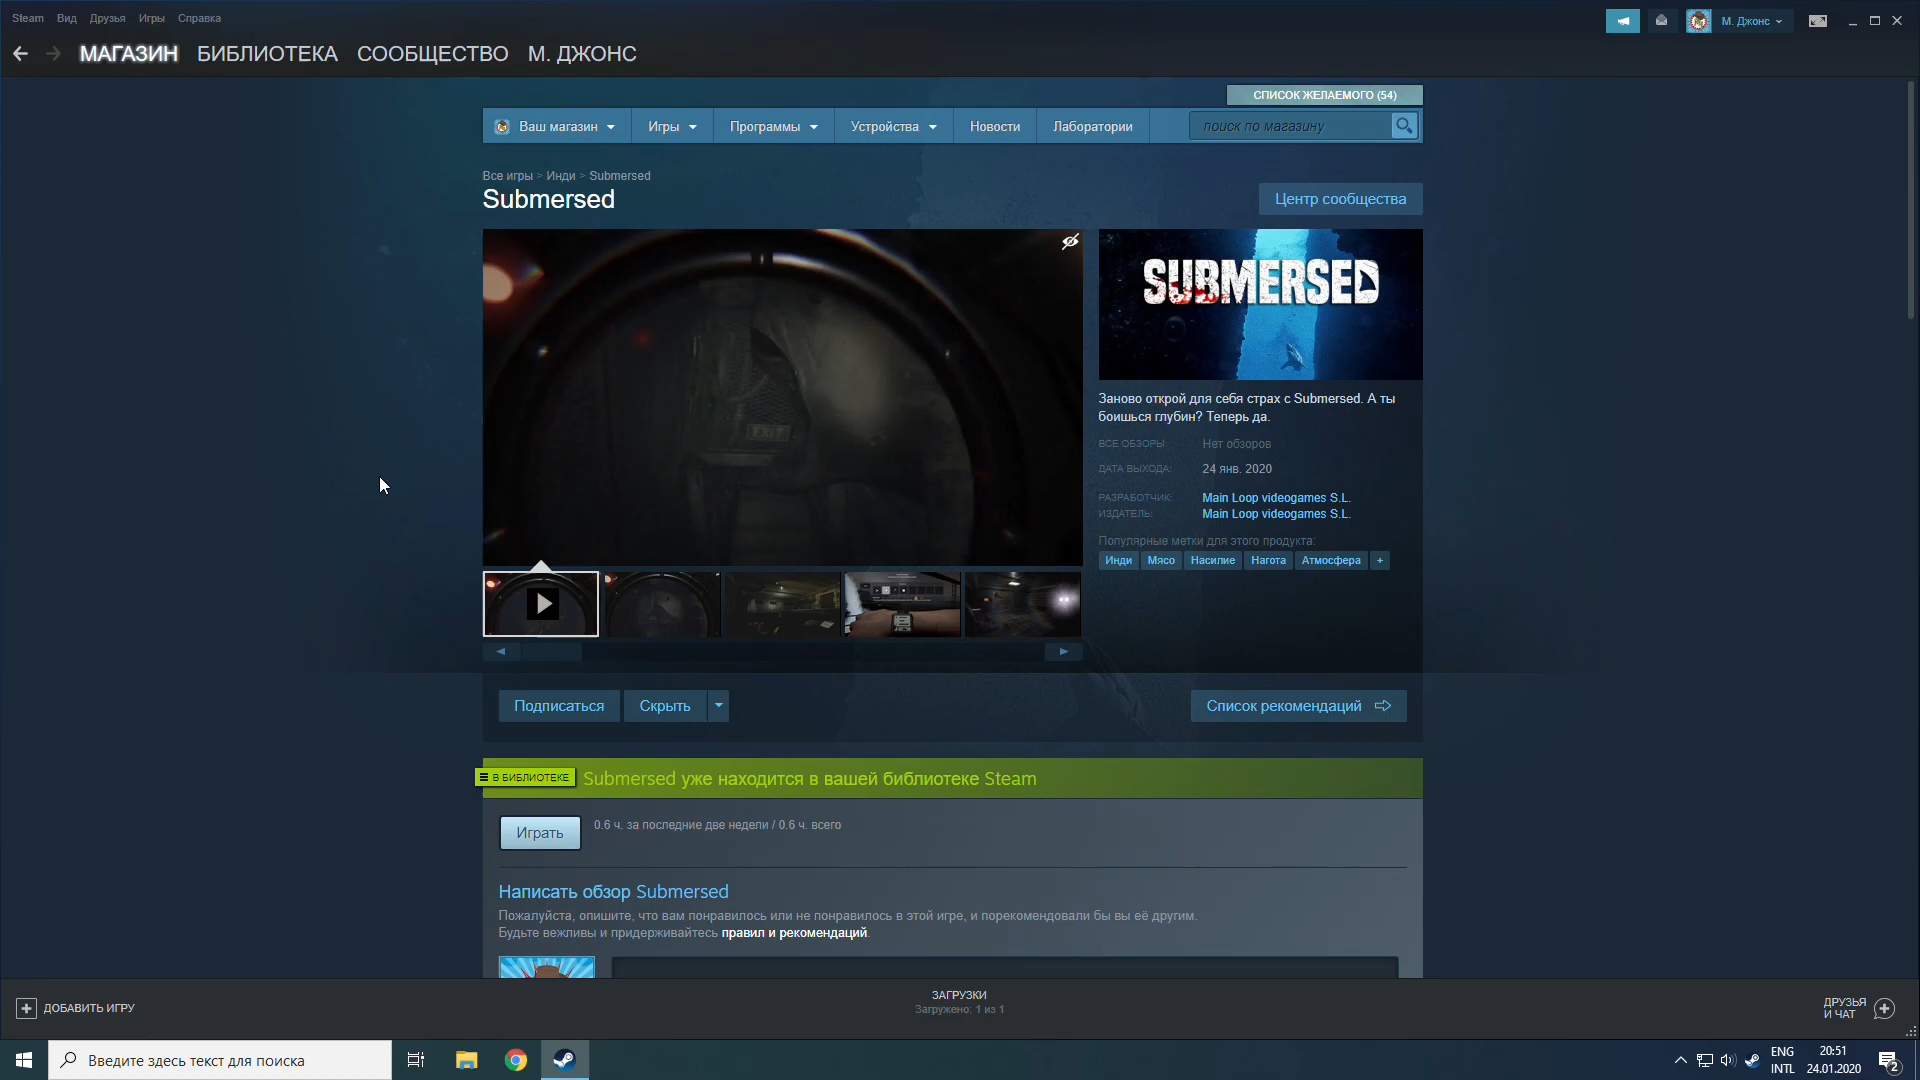 Steam Вид Друзья Игры Справка
М. Джонс
МАГАЗИН БИБЛИОТЕКА СООБЩЕСТВО М. ДЖОНС
СПИСОК ЖЕЛАЕМОГО (54)
Ваш магазин Игры Программы Устройства Новости Лаборатории поиск по магазину
Все игры > Инди > Submersed
Submersed
Центр сообщества
EXIT
SUBMERSED
Заново открой для себя страх с Submersed. А ты
боишься глубин? Теперь да.
ВСЕ ОБЗОРЫ: Нет обзоров
ДАТА ВЫХОДА: 24 янв. 2020
РАЗРАБОТЧИК: Main Loop videogames S.L.
ИЗДАТЕЛЬ: Main Loop videogames S.L.
Популярные метки для этого продукта:
Инди Мясо Насилие Нагота Атмосфера +
Подписаться Скрыть Список рекомендаций
В БИБЛИОТЕКЕ Submersed уже находится в вашей библиотеке Steam
Играть 0.6 ч. за последние две недели / 0.6 ч. всего
Написать обзор Submersed
Пожалуйста, опишите, что вам понравилось или не понравилось в этой игре, и порекомендовали бы вы её другим.
Будьте вежливы и придерживайтесь правил и рекомендаций.
ДОБАВИТЬ ИГРУ
ЗАГРУЗКИ
Загружено: 1 из 1
ДРУЗЬЯ
И ЧАТ
Введите здесь текст для поиска
ENG
INTL
20:51
24.01.2020
2